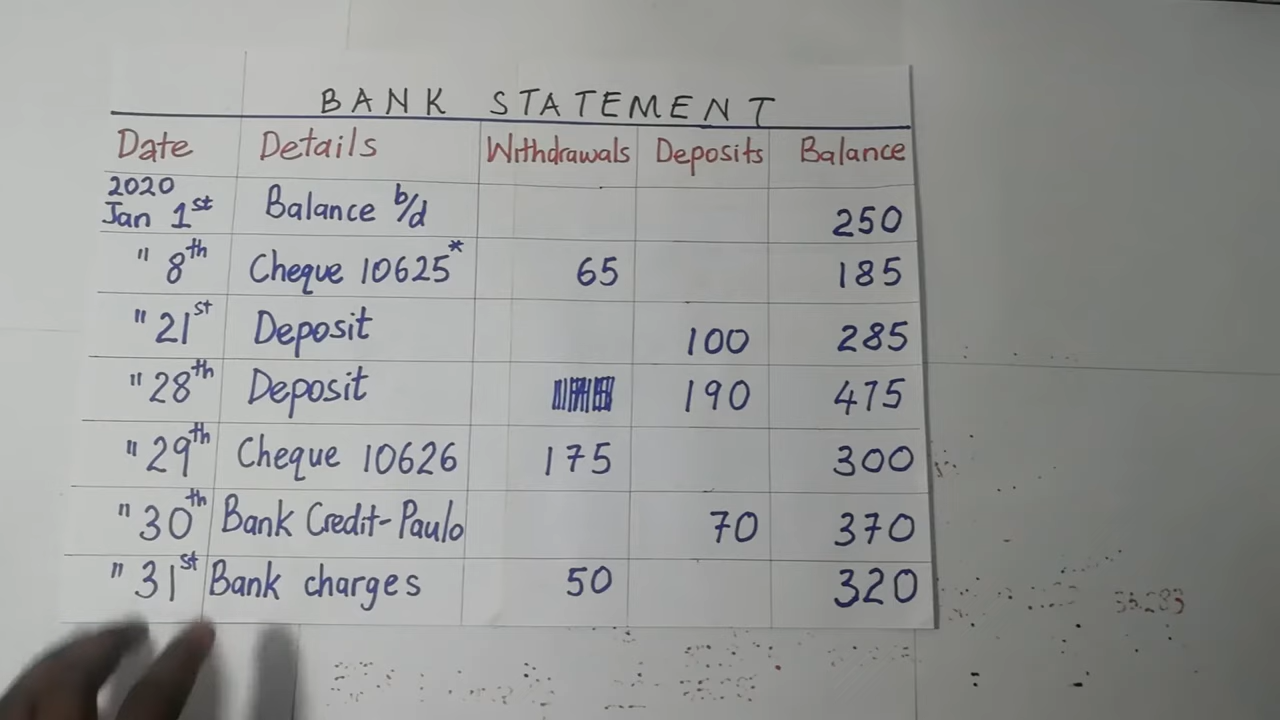 BANK STATEMENT
Date Details Withdrawals Deposits Balance
2020
Jan 1st Balance b/d 250
" 8th Cheque 10625* 65 185
" 21st Deposit 100 285
" 28th Deposit 190 475
" 29th Cheque 10626 175 300
" 30th Bank Credit-Paulo 70 370
" 31st Bank charges 50 320